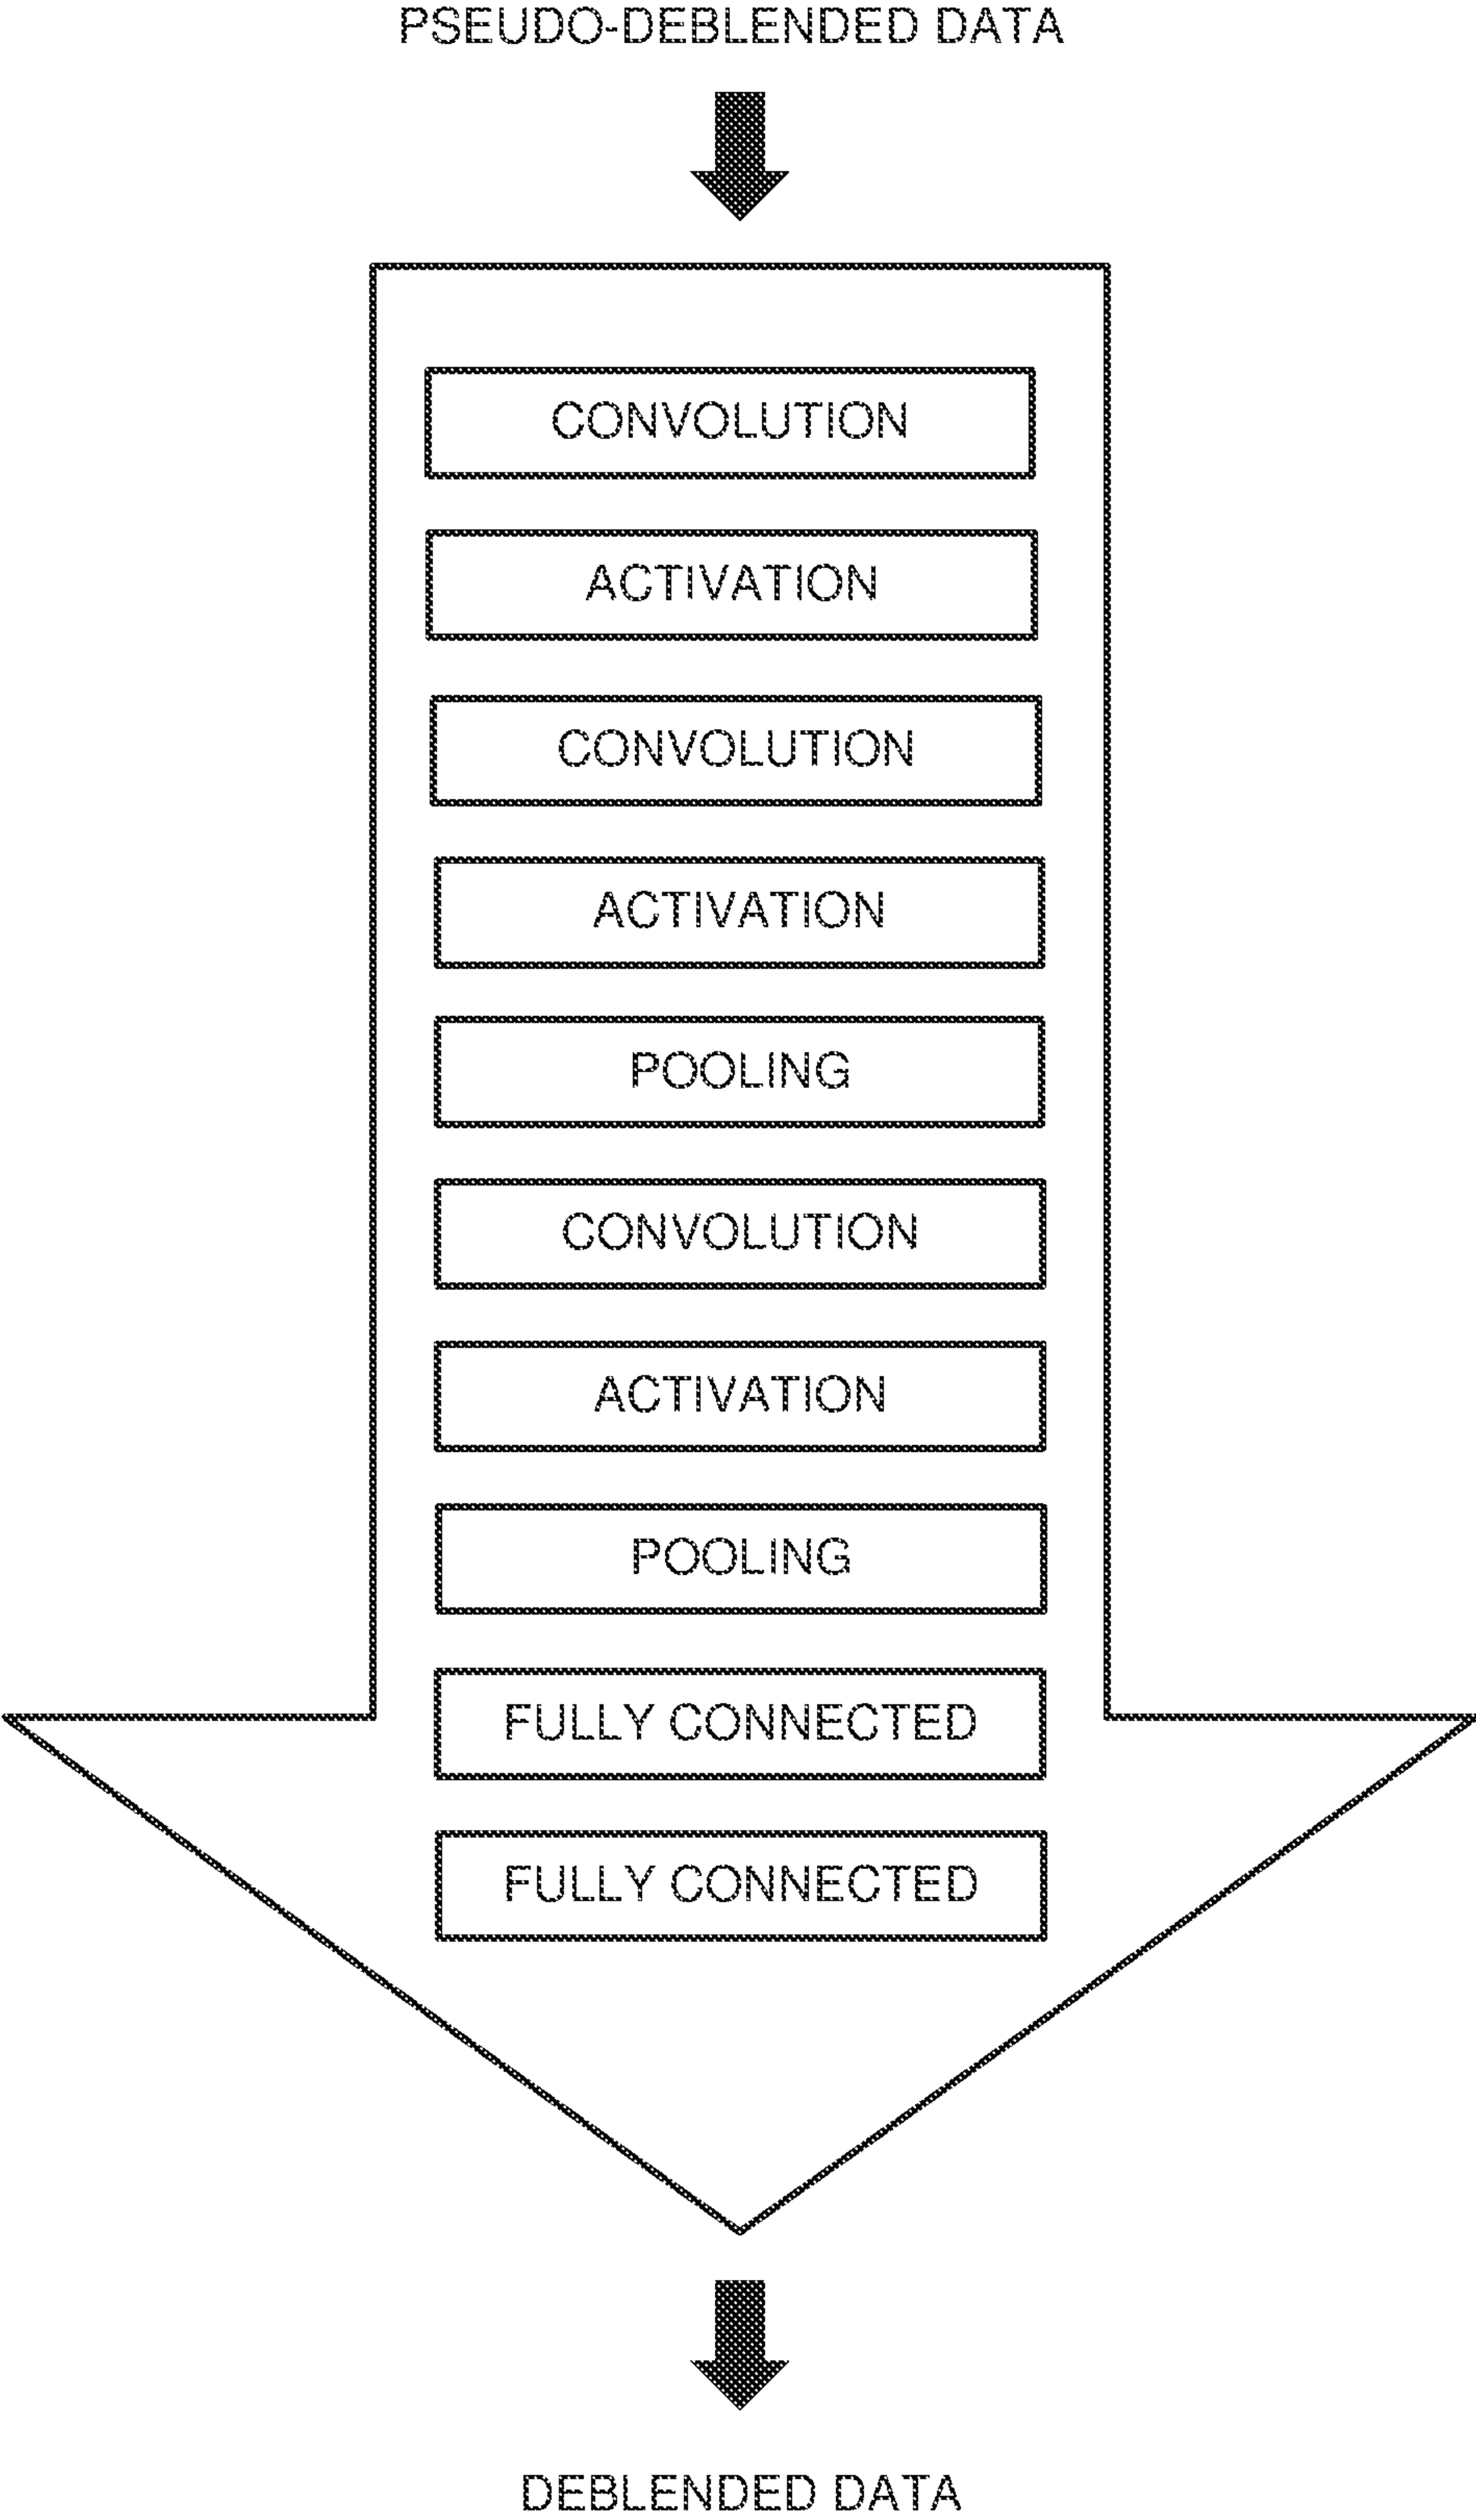 PSEUDO-DEBLENDED DATA
CONVOLUTION
ACTIVATION
CONVOLUTION
ACTIVATION
POOLING
CONVOLUTION
ACTIVATION
POOLING
FULLY CONNECTED
FULLY CONNECTED
DEBLENDED DATA